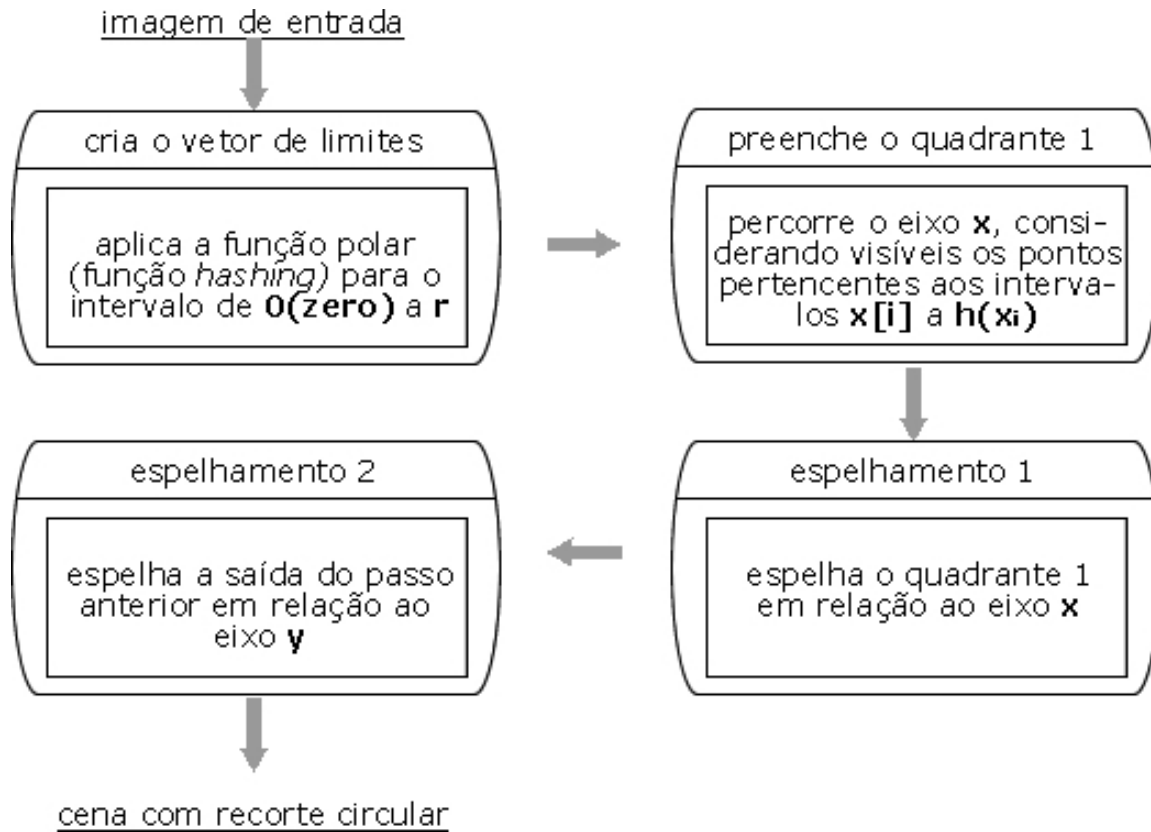 imagem de entrada
cria o vetor de limites
aplica a função polar
(função hashing) para o
intervalo de 0(zero) a r
preenche o quadrante 1
percorre o eixo x, consi-
derando visíveis os pontos
pertencentes aos interva-
los x[i] a h(xi)
espelhamento 1
espelha o quadrante 1
em relação ao eixo x
espelhamento 2
espelha a saída do passo
anterior em relação ao
eixo y
cena com recorte circular